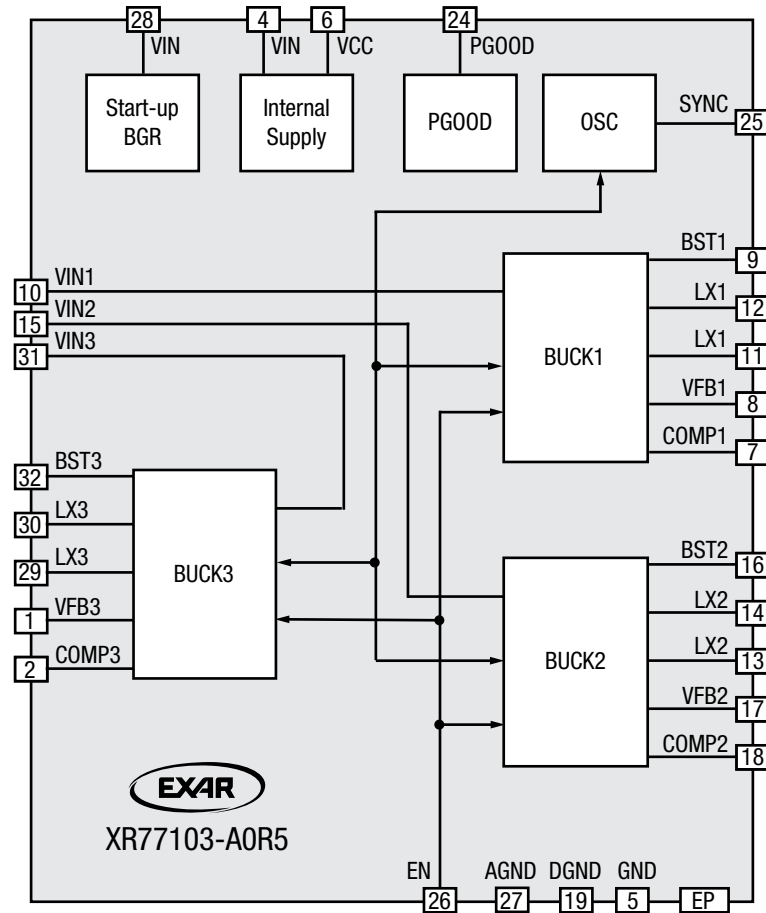 28 4 6 24
VIN VIN VCC PGOOD
Start-up
BGR
Internal
Supply
PGOOD
OSC
SYNC
25
10 VIN1
15 VIN2
31 VIN3
BUCK1
BST1
9
LX1
12
LX1
11
VFB1
8
COMP1
7
32 BST3
30 LX3
29 LX3
1 VFB3
2 COMP3
BUCK3
BUCK2
BST2
16
LX2
14
LX2
13
VFB2
17
COMP2
18
EXAR
XR77103-A0R5
EN AGND DGND GND
26 27 19 5 EP